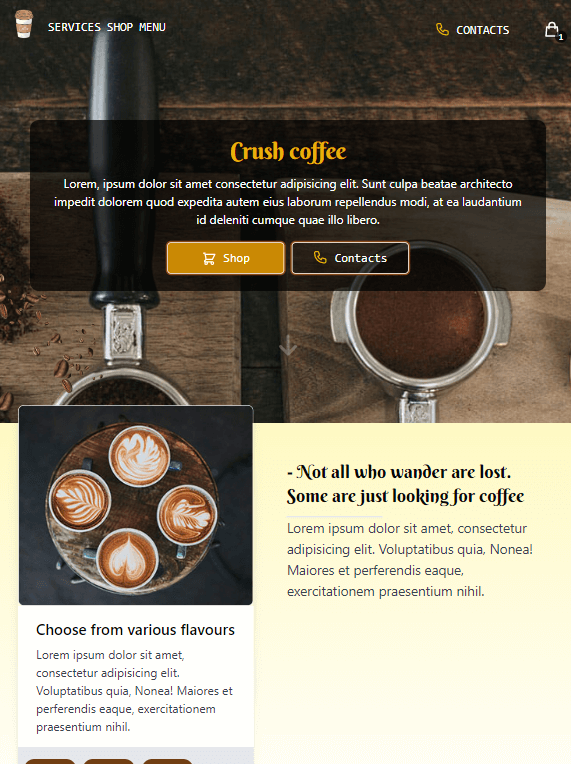 SERVICES SHOP MENU
CONTACTS
1
Crush coffee
Lorem, ipsum dolor sit amet consectetur adipisicing elit. Sunt culpa beatae architecto
impedit dolorem quod expedita autem eius laborum repellendus modi, at ea laudantium
id deleniti cumque quae illo libero.
Shop
Contacts
Choose from various flavours
Lorem ipsum dolor sit amet,
consectetur adipisicing elit.
Voluptatibus quia, Nonea! Maiores et
perferendis eaque, exercitationem
praesentium nihil.
- Not all who wander are lost.
Some are just looking for coffee
Lorem ipsum dolor sit amet, consectetur
adipisicing elit. Voluptatibus quia, Nonea!
Maiores et perferendis eaque,
exercitationem praesentium nihil.